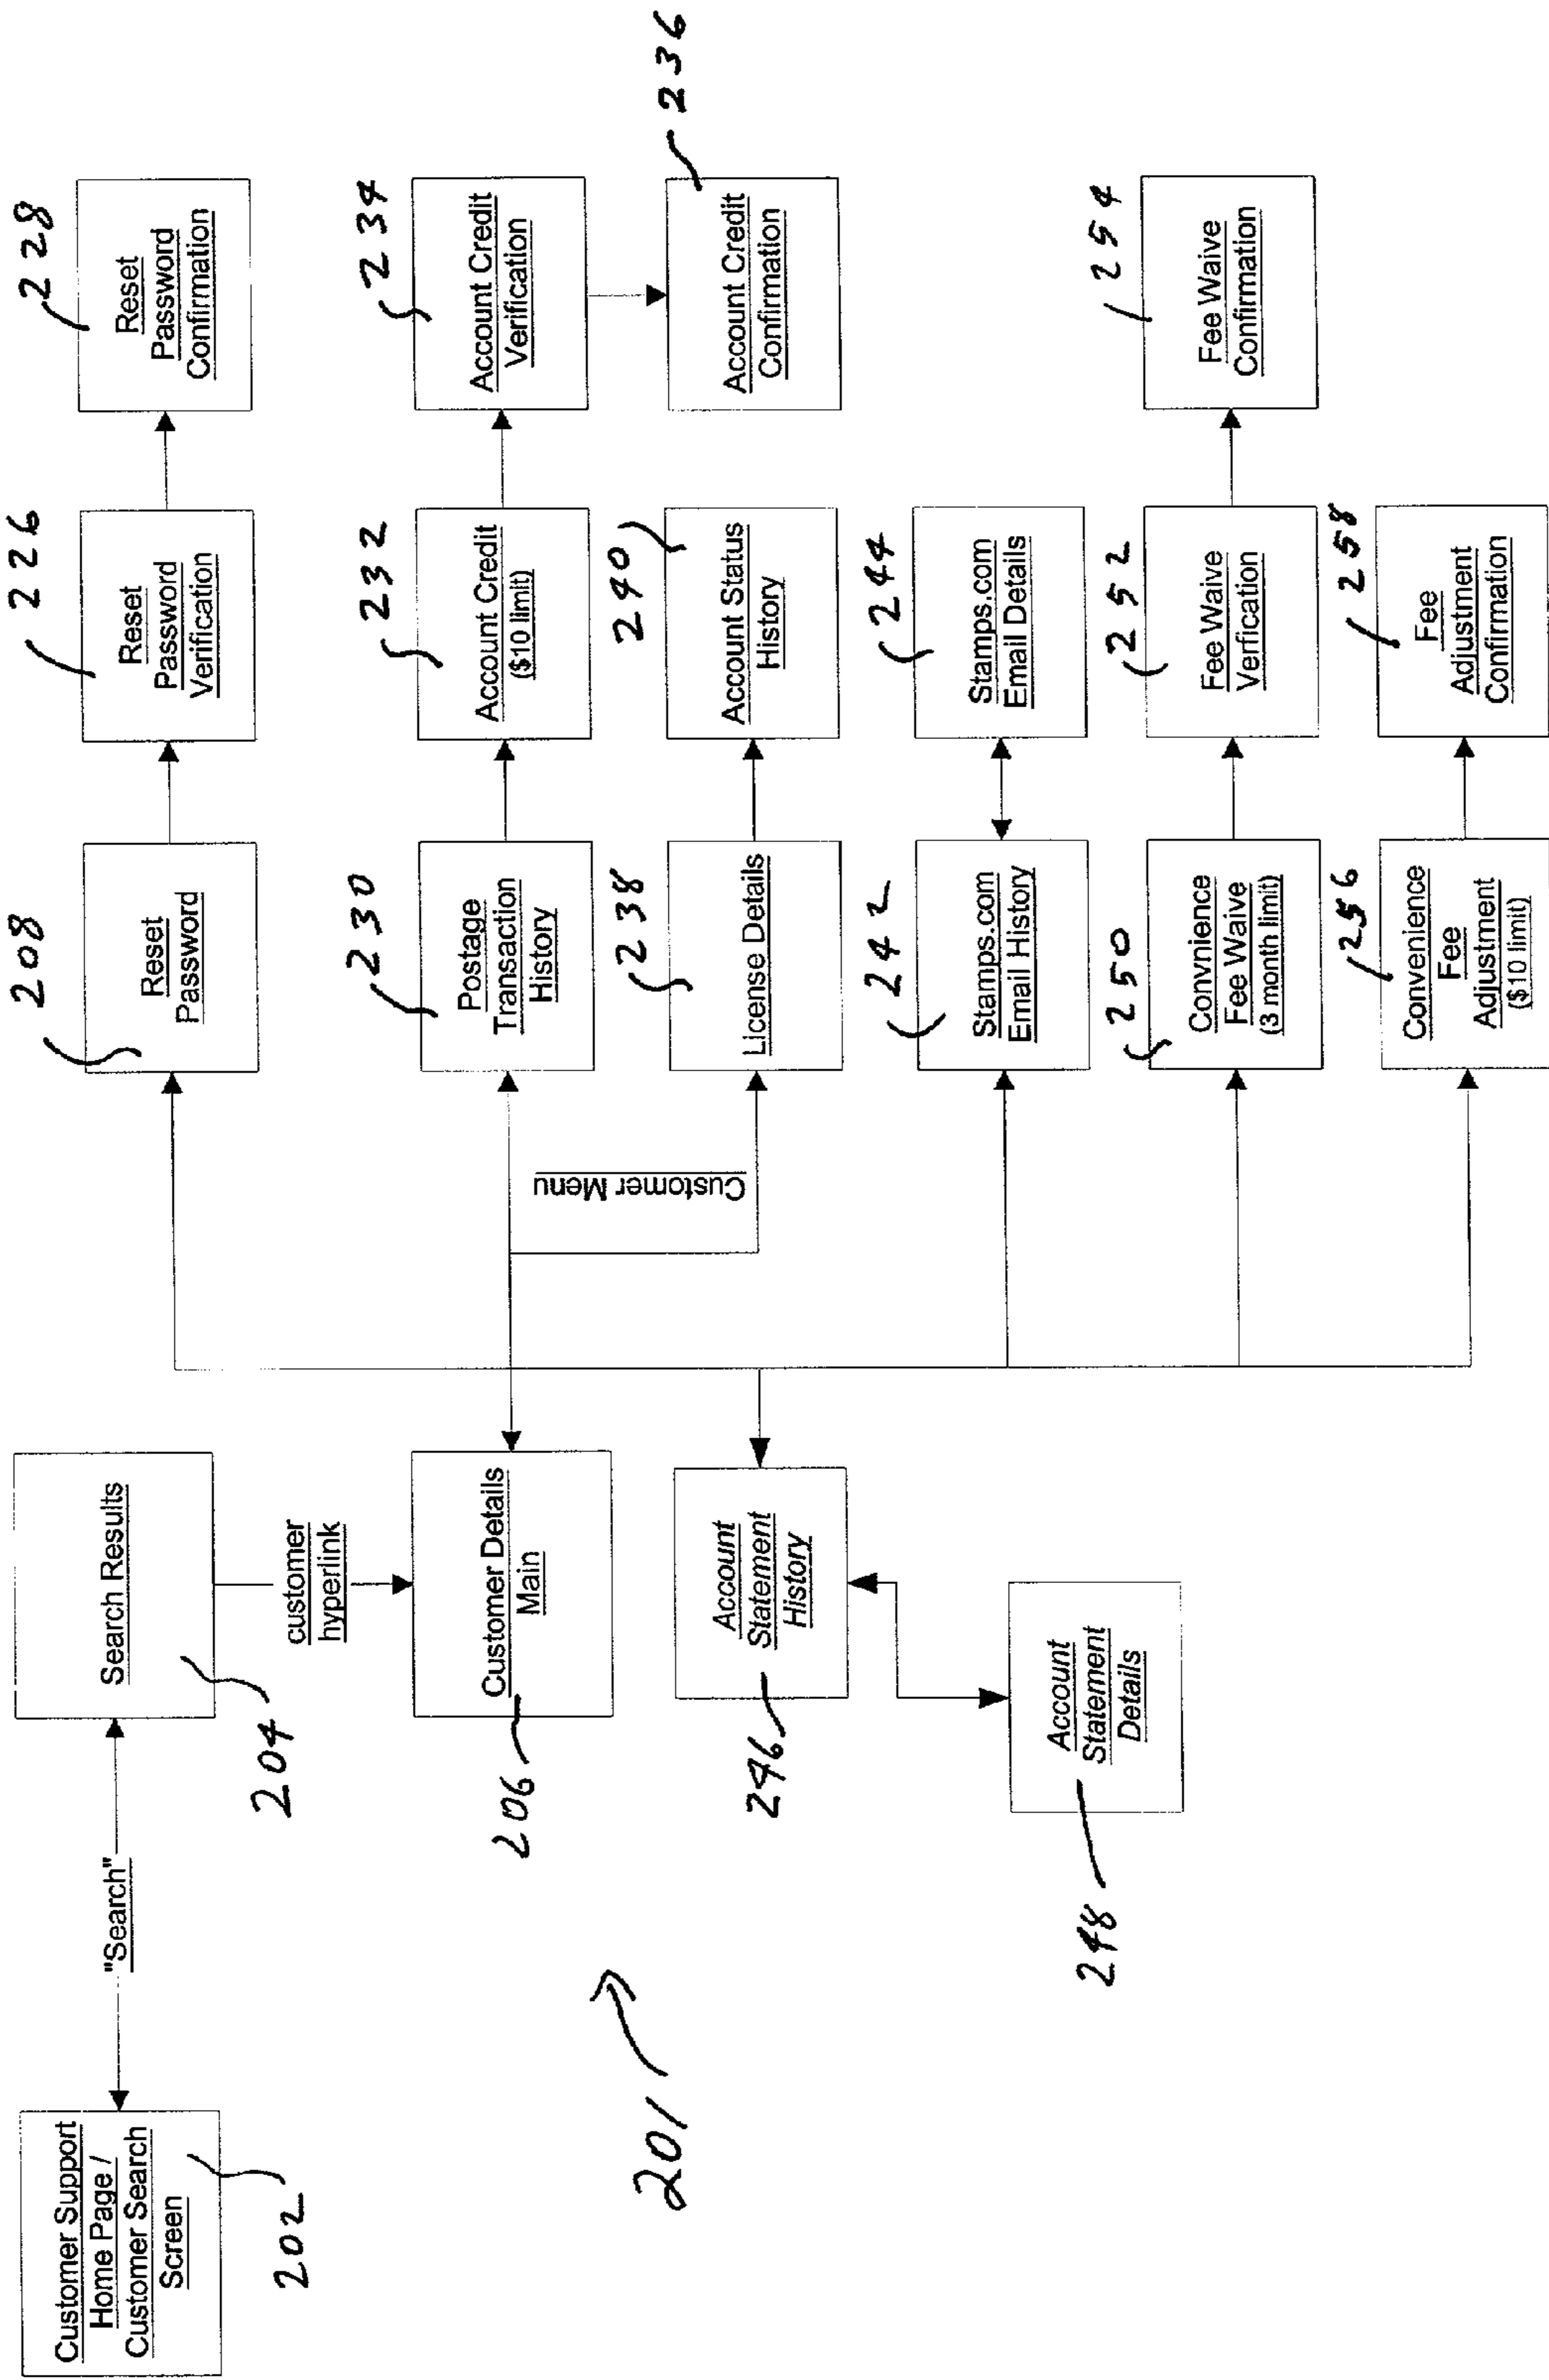 Customer Support
Home Page /
Customer Search
Screen
202
"Search"
Search Results
204
customer
hyperlink
Customer Details
Main
206
Account
Statement
History
246
Account
Statement
Details
248
201
Customer Menu
208
Reset
Password
226
Reset
Password
Verification
228
Reset
Password
Confirmation
230
Postage
Transaction
History
232
Account Credit
($10 limit)
234
Account Credit
Verification
236
Account Credit
Confirmation
238
License Details
240
Account Status
History
242
Stamps.com
Email History
244
Stamps.com
Email Details
250
Convnience
Fee Waive
(3 month limit)
252
Fee Waive
Verfication
254
Fee Waive
Confirmation
256
Convenience
Fee
Adjustment
($10 limit)
258
Fee
Adjustment
Confirmation